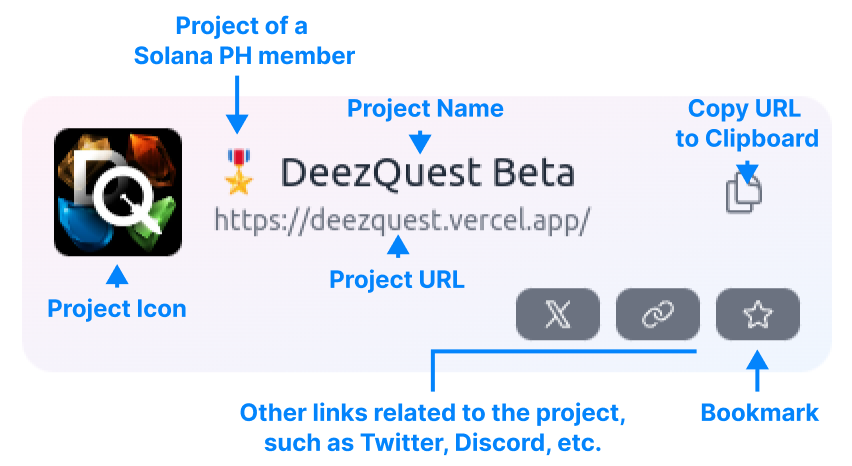 Project of a
Solana PH member
Project Name
Copy URL
to Clipboard
DQ
🎖️ DeezQuest Beta
https://deezquest.vercel.app/
Project URL
Project Icon
X
Other links related to the project,
such as Twitter, Discord, etc.
Bookmark